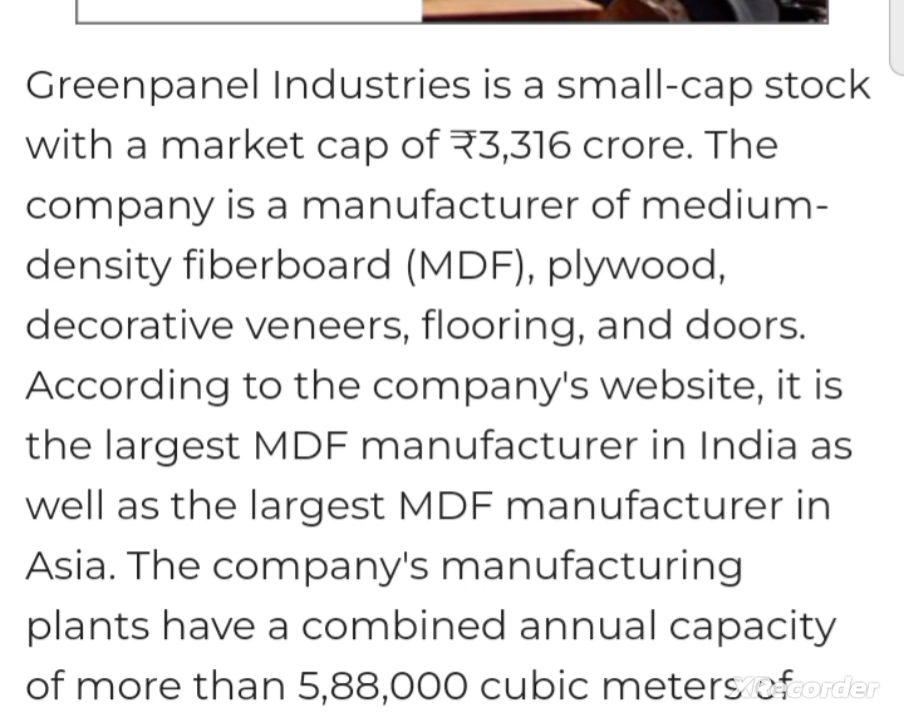 Greenpanel Industries is a small-cap stock
with a market cap of ₹3,316 crore. The
company is a manufacturer of medium-
density fiberboard (MDF), plywood,
decorative veneers, flooring, and doors.
According to the company's website, it is
the largest MDF manufacturer in India as
well as the largest MDF manufacturer in
Asia. The company's manufacturing
plants have a combined annual capacity
of more than 5,88,000 cubic meters of
XRecorder